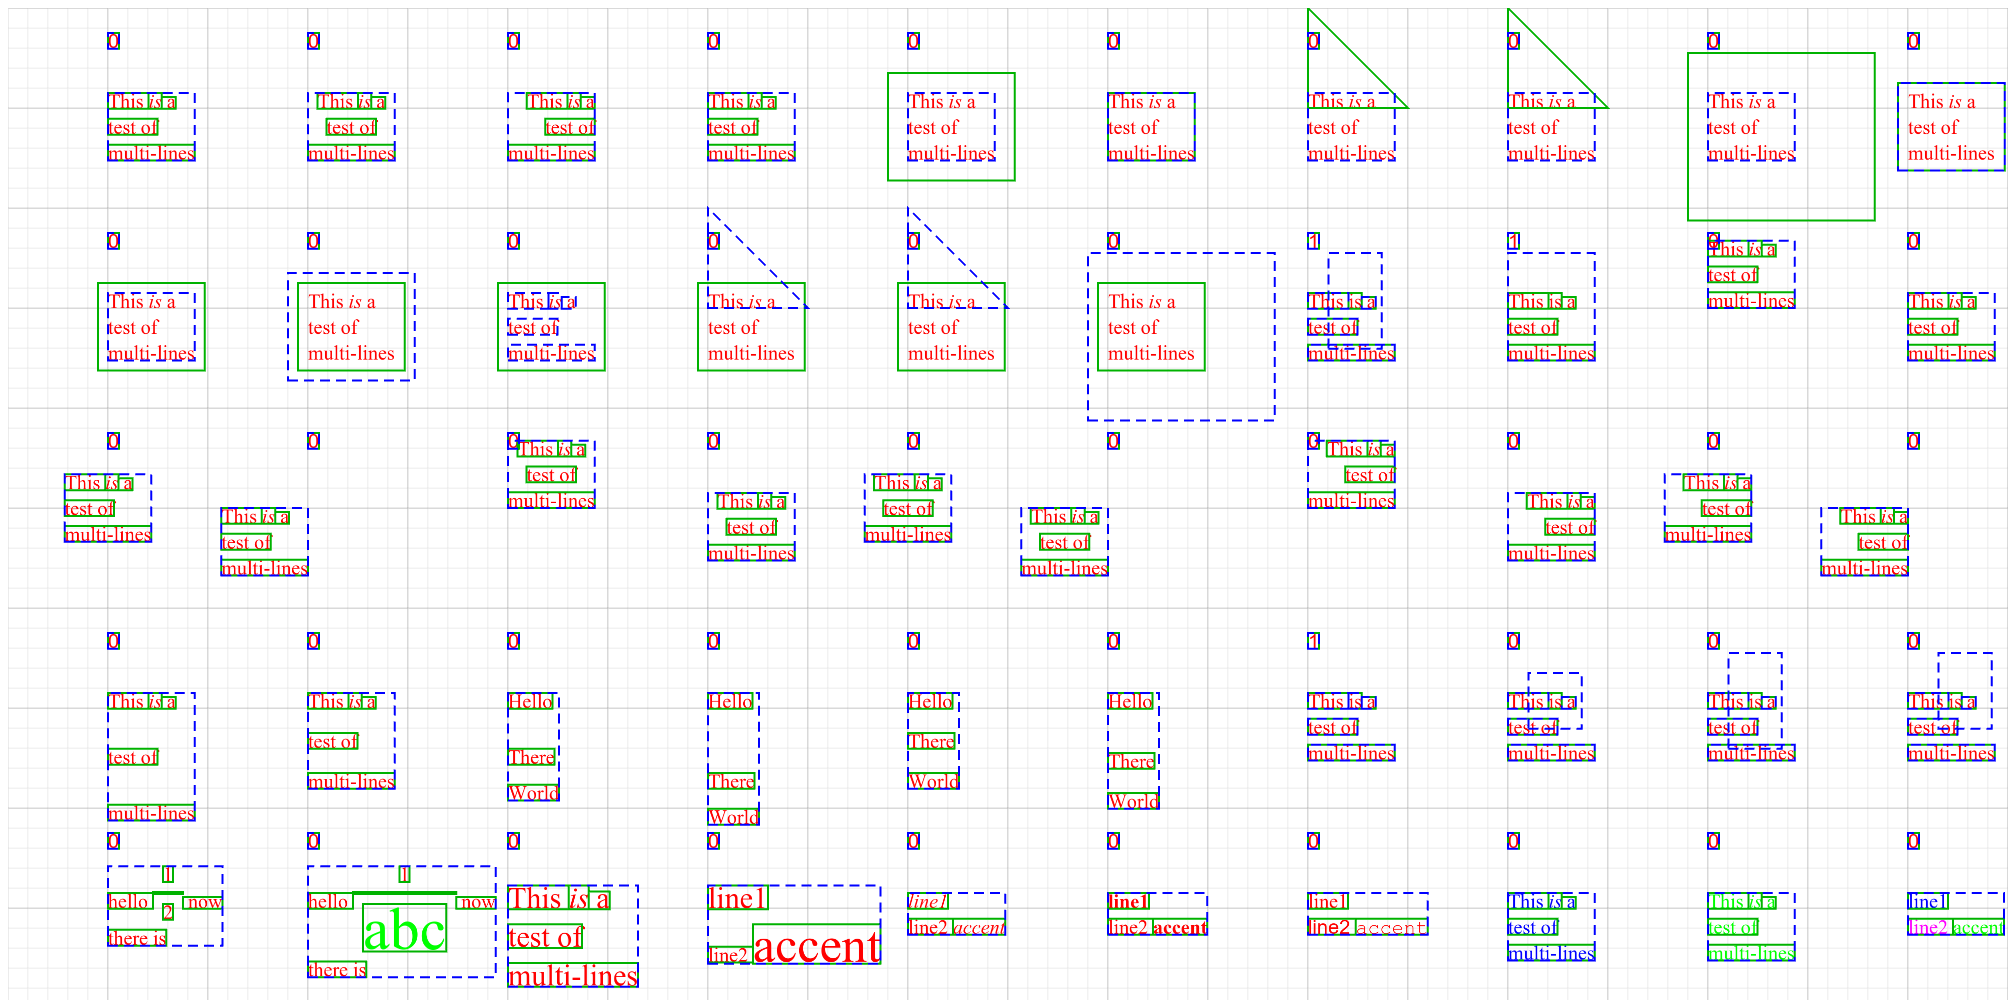 0
This is a
test of
multi-lines
0
This is a
test of
multi-lines
0
This is a
test of
multi-lines
0
This is a
test of
multi-lines
0
This is a
test of
multi-lines
0
This is a
test of
multi-lines
0
This is a
test of
multi-lines
0
This is a
test of
multi-lines
0
This is a
test of
multi-lines
0
This is a
test of
multi-lines
0
This is a
test of
multi-lines
0
This is a
test of
multi-lines
0
This is a
test of
multi-lines
0
This is a
test of
multi-lines
0
This is a
test of
multi-lines
0
This is a
test of
multi-lines
1
This is a
test of
multi-lines
1
This is a
test of
multi-lines
0
This is a
test of
multi-lines
0
This is a
test of
multi-lines
0
This is a
test of
multi-lines
0
This is a
test of
multi-lines
0
This is a
test of
multi-lines
0
This is a
test of
multi-lines
0
This is a
test of
multi-lines
0
This is a
test of
multi-lines
0
This is a
test of
multi-lines
0
This is a
test of
multi-lines
0
This is a
test of
multi-lines
0
This is a
test of
multi-lines
0
This is a
test of
multi-lines
0
This is a
test of
multi-lines
0
Hello
There
World
0
Hello
There
World
0
Hello
There
World
0
Hello
There
World
1
This is a
test of
multi-lines
0
This is a
test of
multi-lines
0
This is a
test of
multi-lines
0
This is a
test of
multi-lines
0
1
hello now
2
there is
0
1
hello now
abc
there is
0
This is a
test of
multi-lines
0
line1
line2 accent
0
line1
line2 accent
0
line1
line2 accent
0
line1
line2 accent
0
This is a
test of
multi-lines
0
This is a
test of
multi-lines
0
line1
line2 accent